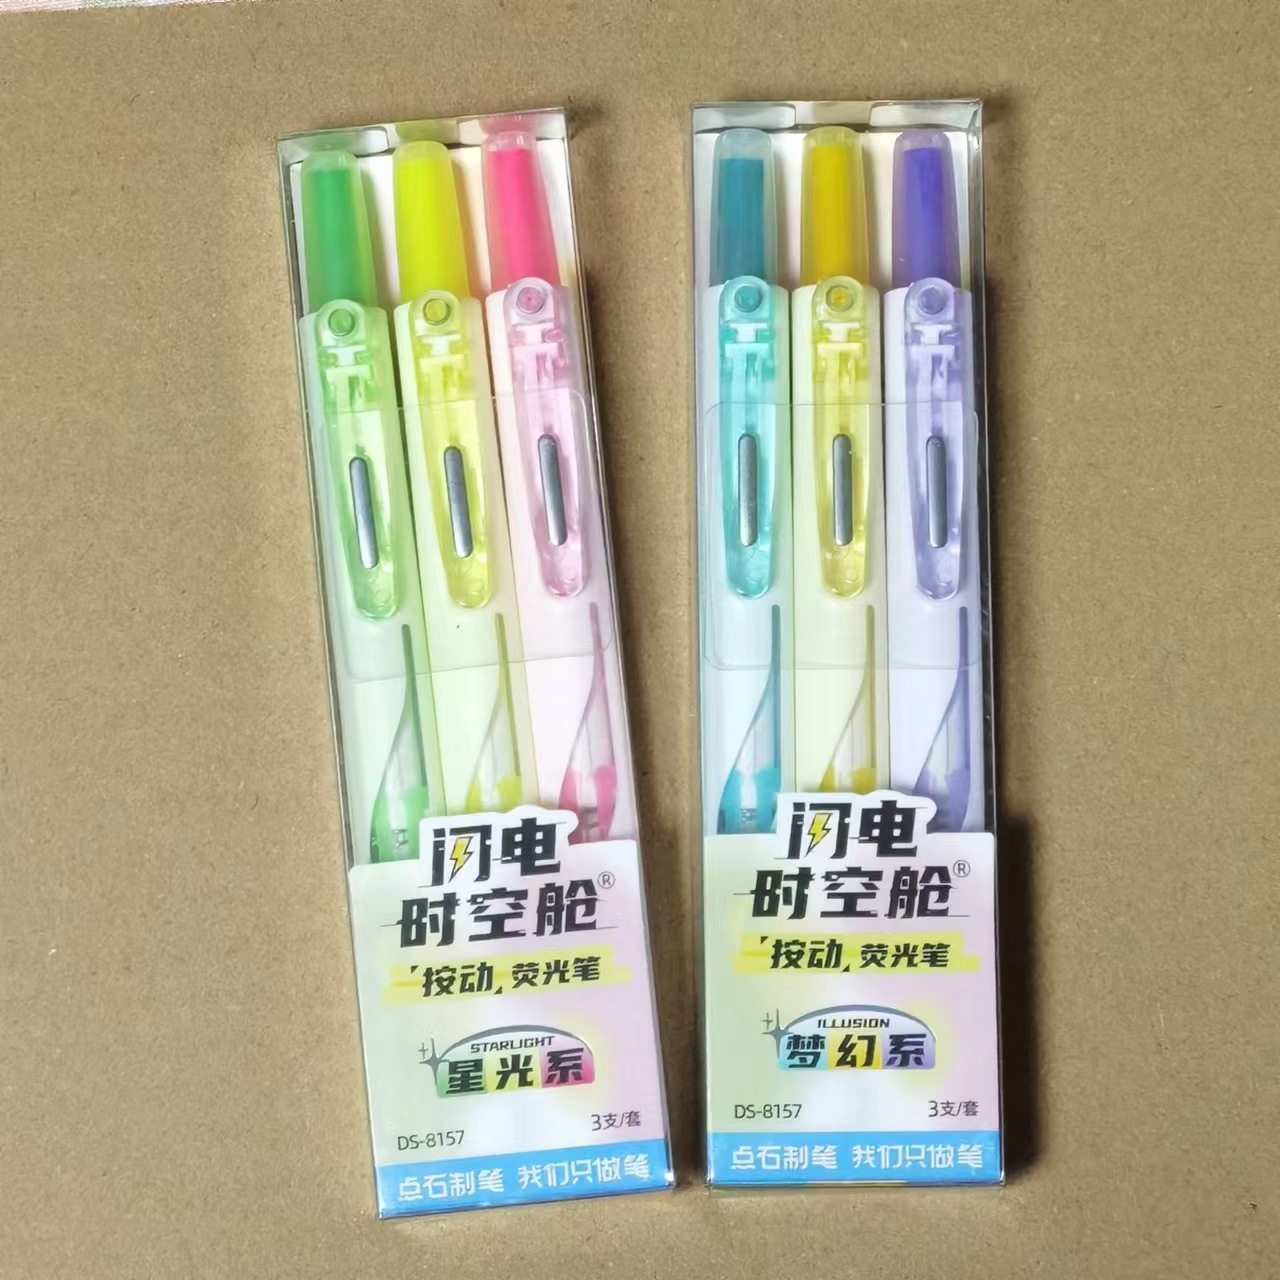 闪电
时空舱®
按动 荧光笔
STARLIGHT
星光系
DS-8157
3支/套
点石制笔 我们只做笔
闪电
时空舱®
按动 荧光笔
ILLUSION
梦幻系
DS-8157
3支/套
点石制笔 我们只做笔